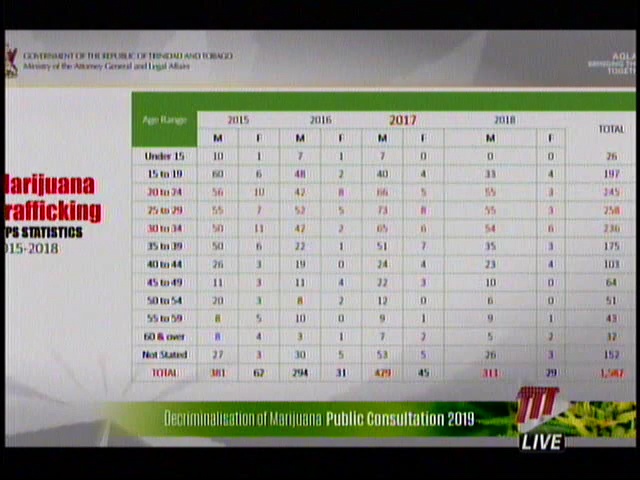 GOVERNMENT OF THE REPUBLIC OF TRINIDAD AND TOBAGO
Ministry of the Attorney General and Legal Affairs
AGLA
BRINGING TH
TOGETH
arijuana
rafficking
PS STATISTICS
015-2018
Age Range 2015 2016 2017 2018 TOTAL
M F M F M F M F
Under 15 10 1 7 1 7 0 0 0 26
15 to 19 60 6 48 2 40 4 33 4 197
20 to 24 56 10 42 8 66 5 55 3 245
25 to 29 55 7 52 5 73 8 55 3 258
30 to 34 50 11 42 2 65 6 54 6 236
35 to 39 50 6 22 1 51 7 35 3 175
40 to 44 26 3 19 0 24 4 23 4 103
45 to 49 11 3 11 4 22 3 10 0 64
50 to 54 20 3 8 2 12 0 6 0 51
55 to 59 8 5 10 0 9 1 9 1 43
60 & over 8 4 3 1 7 2 5 2 32
Not Stated 27 3 30 5 53 5 26 3 152
TOTAL 381 62 294 31 429 45 311 29 1,582
Decriminalisation of Marijuana Public Consultation 2019
TTT
LIVE